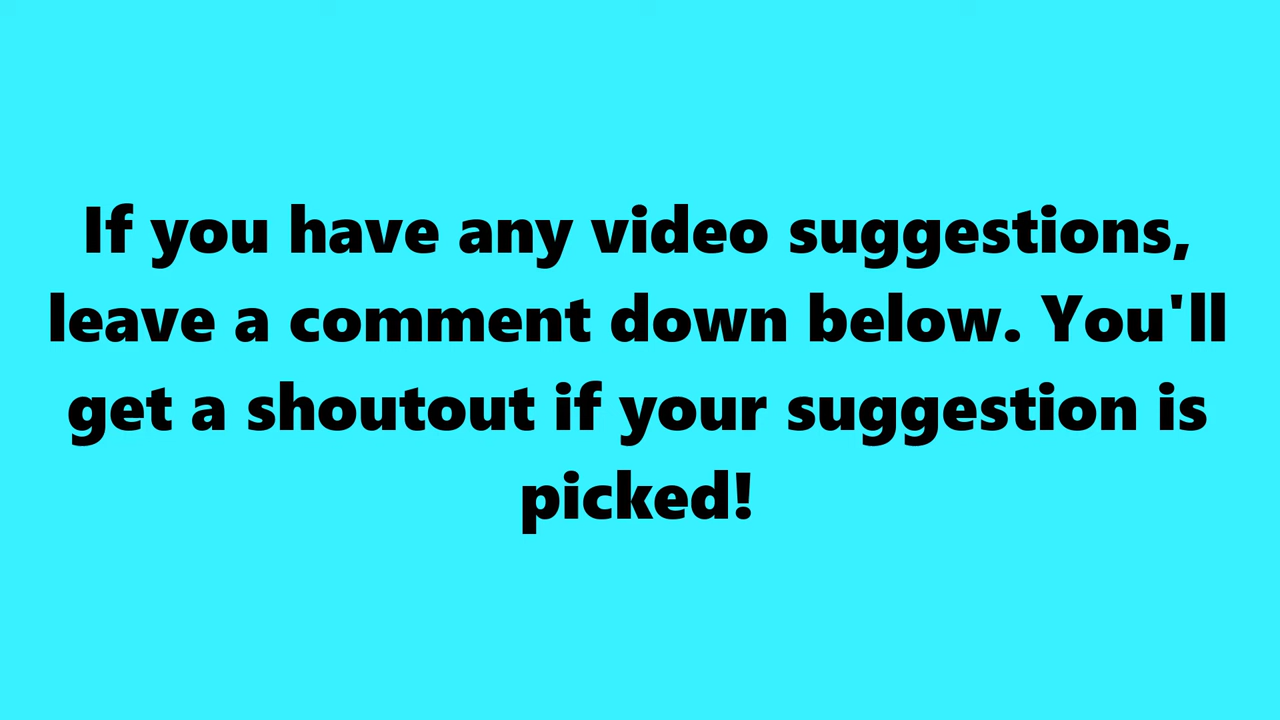 If you have any video suggestions,
leave a comment down below. You'll
get a shoutout if your suggestion is
picked!